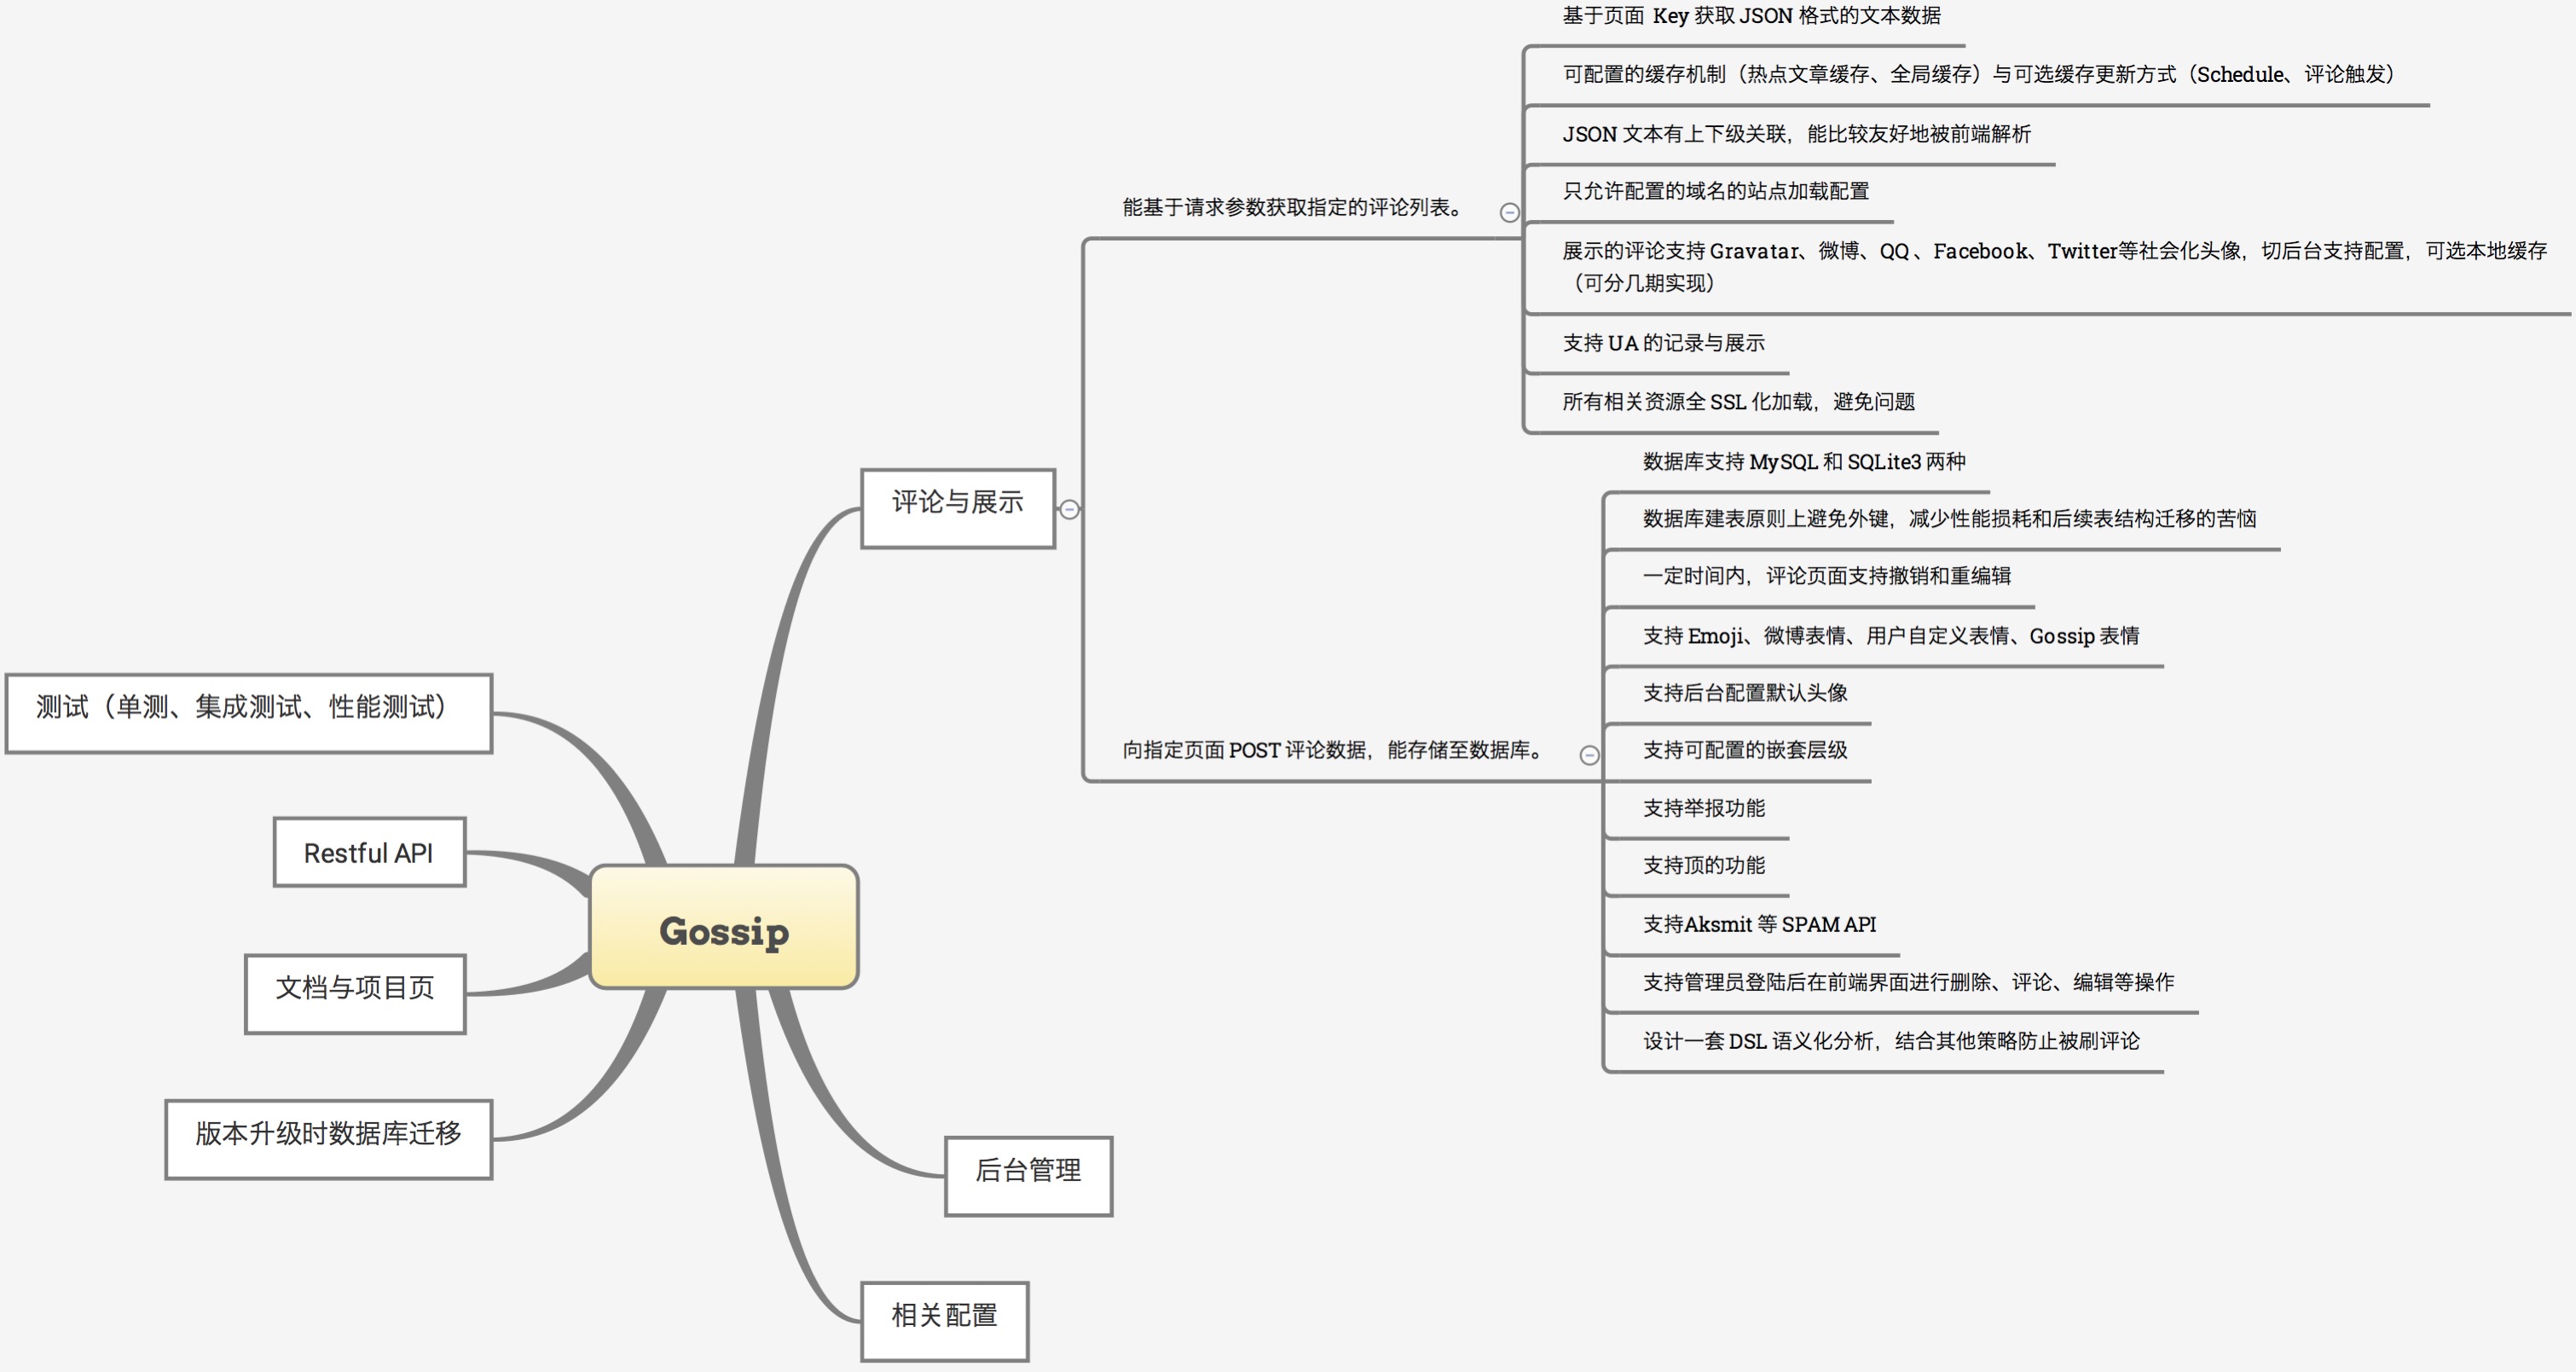 基于页面 Key 获取 JSON 格式的文本数据
可配置的缓存机制（热点文章缓存、全局缓存）与可选缓存更新方式（Schedule、评论触发）
JSON 文本有上下级关联，能比较友好地被前端解析
只允许配置的域名的站点加载配置
展示的评论支持 Gravatar、微博、QQ、Facebook、Twitter等社会化头像，切后台支持配置，可选本地缓存
（可分几期实现）
支持 UA 的记录与展示
所有相关资源全 SSL 化加载，避免问题
能基于请求参数获取指定的评论列表。
评论与展示
数据库支持 MySQL 和 SQLite3 两种
数据库建表原则上避免外键，减少性能损耗和后续表结构迁移的苦恼
一定时间内，评论页面支持撤销和重编辑
支持 Emoji、微博表情、用户自定义表情、Gossip 表情
支持后台配置默认头像
支持可配置的嵌套层级
支持举报功能
支持顶的功能
支持Aksmit 等 SPAM API
支持管理员登陆后在前端界面进行删除、评论、编辑等操作
设计一套 DSL 语义化分析，结合其他策略防止被刷评论
向指定页面 POST 评论数据，能存储至数据库。
测试（单测、集成测试、性能测试）
Restful API
Gossip
文档与项目页
版本升级时数据库迁移
后台管理
相关配置